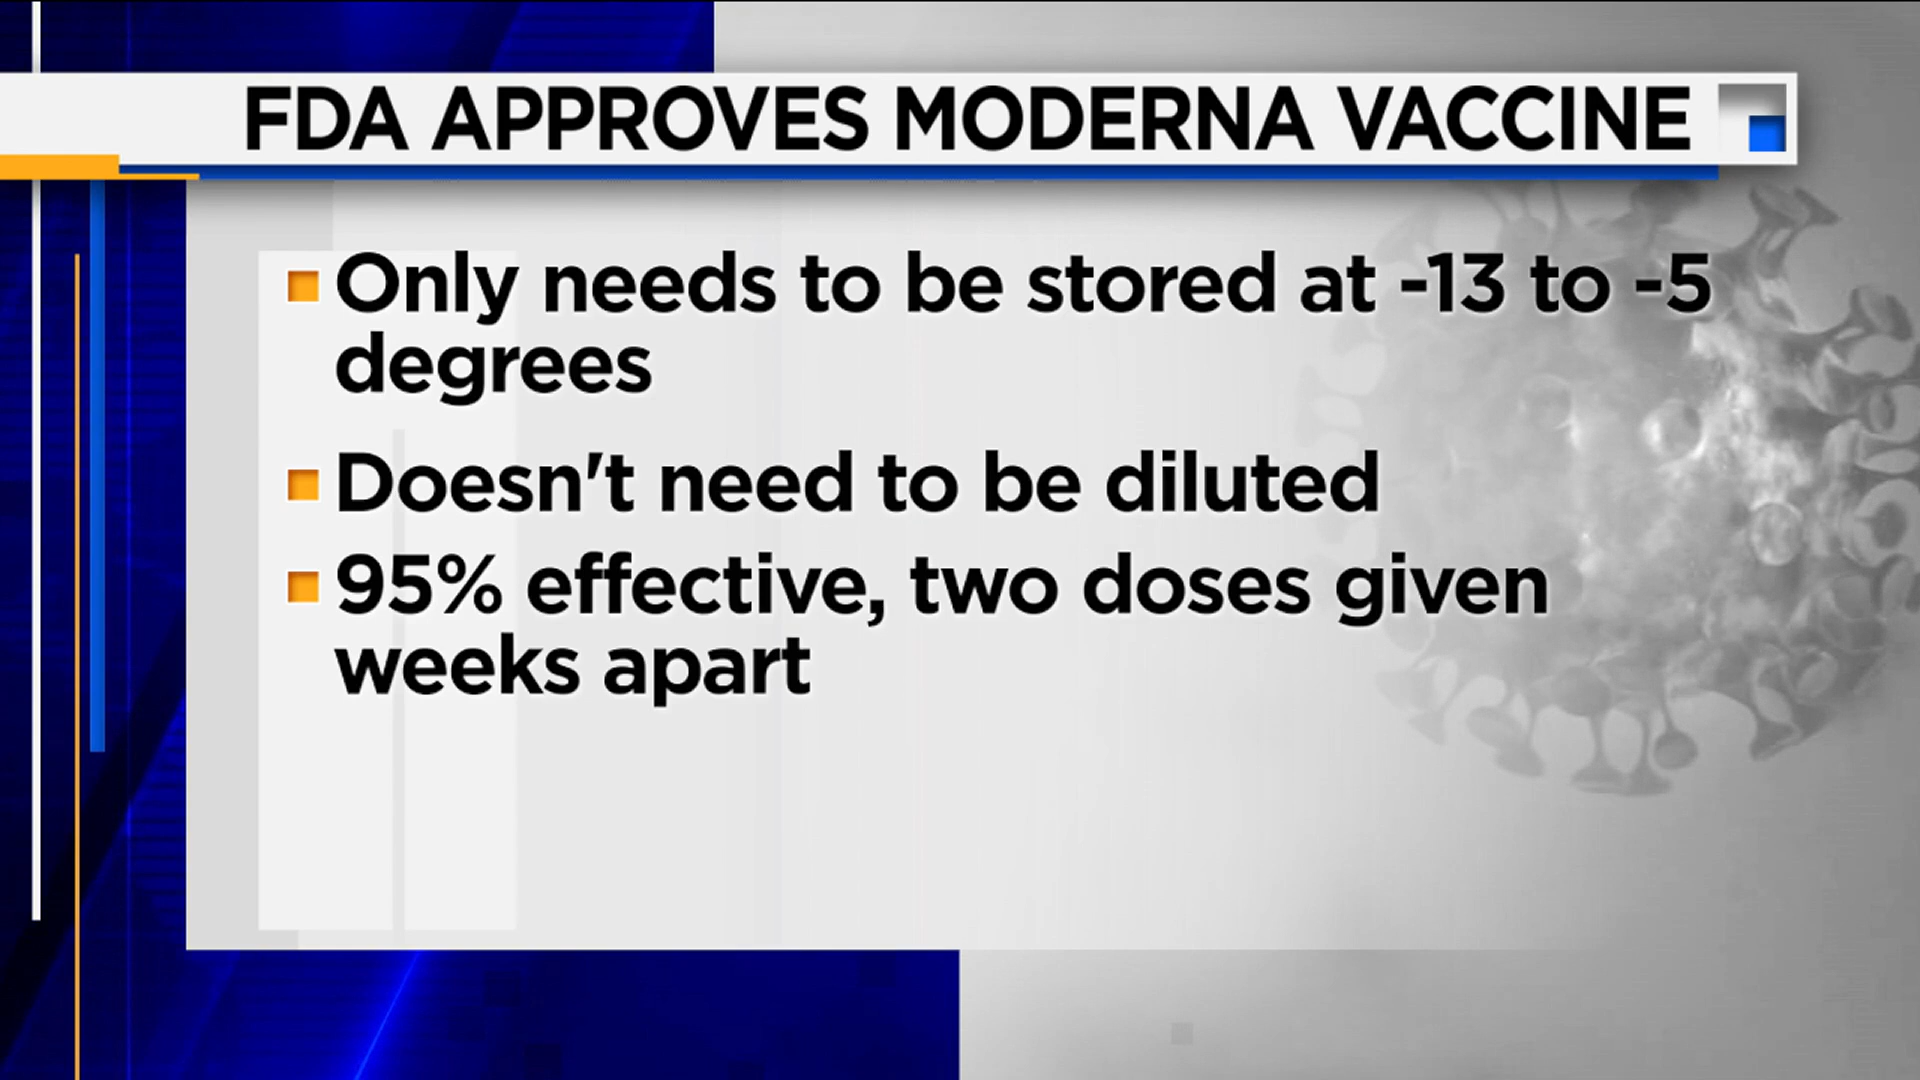 FDA APPROVES MODERNA VACCINE
Only needs to be stored at -13 to -5
degrees
Doesn't need to be diluted
95% effective, two doses given
weeks apart